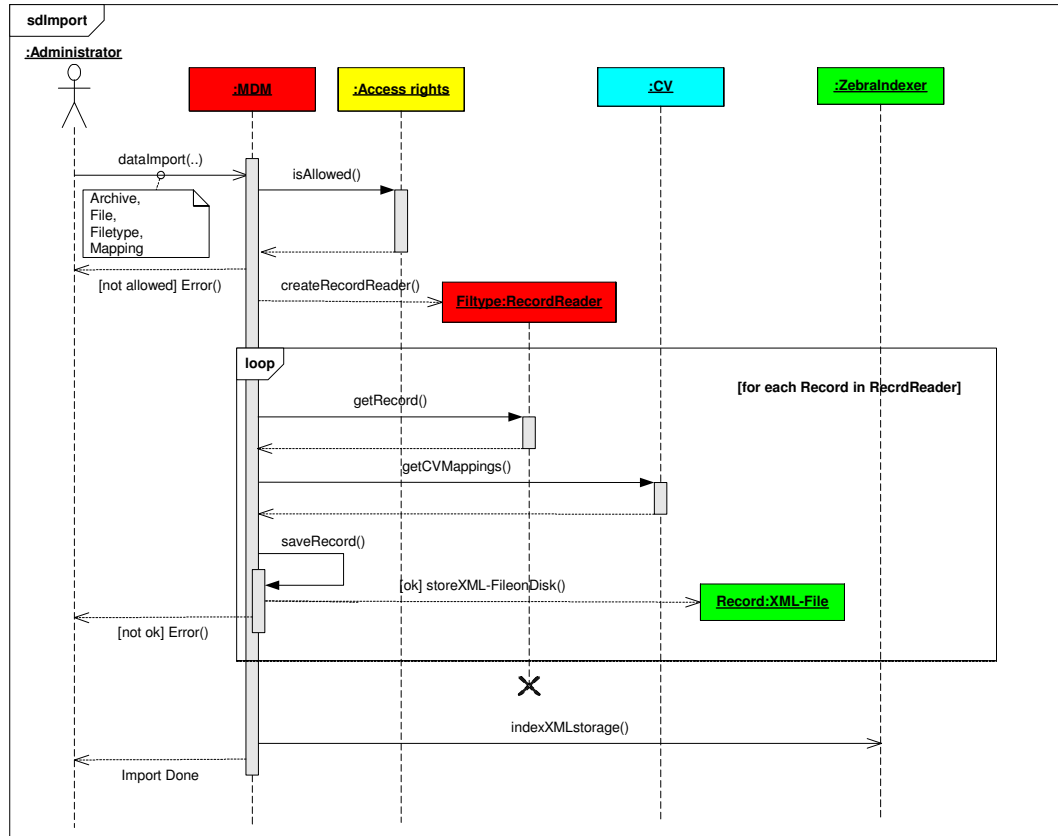 sdImport
:Administrator
:MDM
:Access rights
:CV
:ZebraIndexer
dataImport(..)
isAllowed()
Archive,
File,
Filetype,
Mapping
[not allowed] Error()
createRecordReader()
Filtype:RecordReader
loop
[for each Record in RecrdReader]
getRecord()
getCVMappings()
saveRecord()
[ok] storeXML-FileonDisk()
Record:XML-File
[not ok] Error()
indexXMLstorage()
Import Done